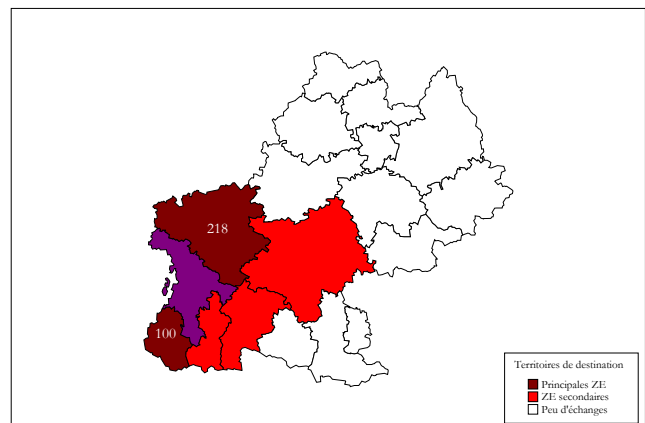 218
100
Territoires de destination
Principales ZE
ZE secondaires
Peu d'échanges